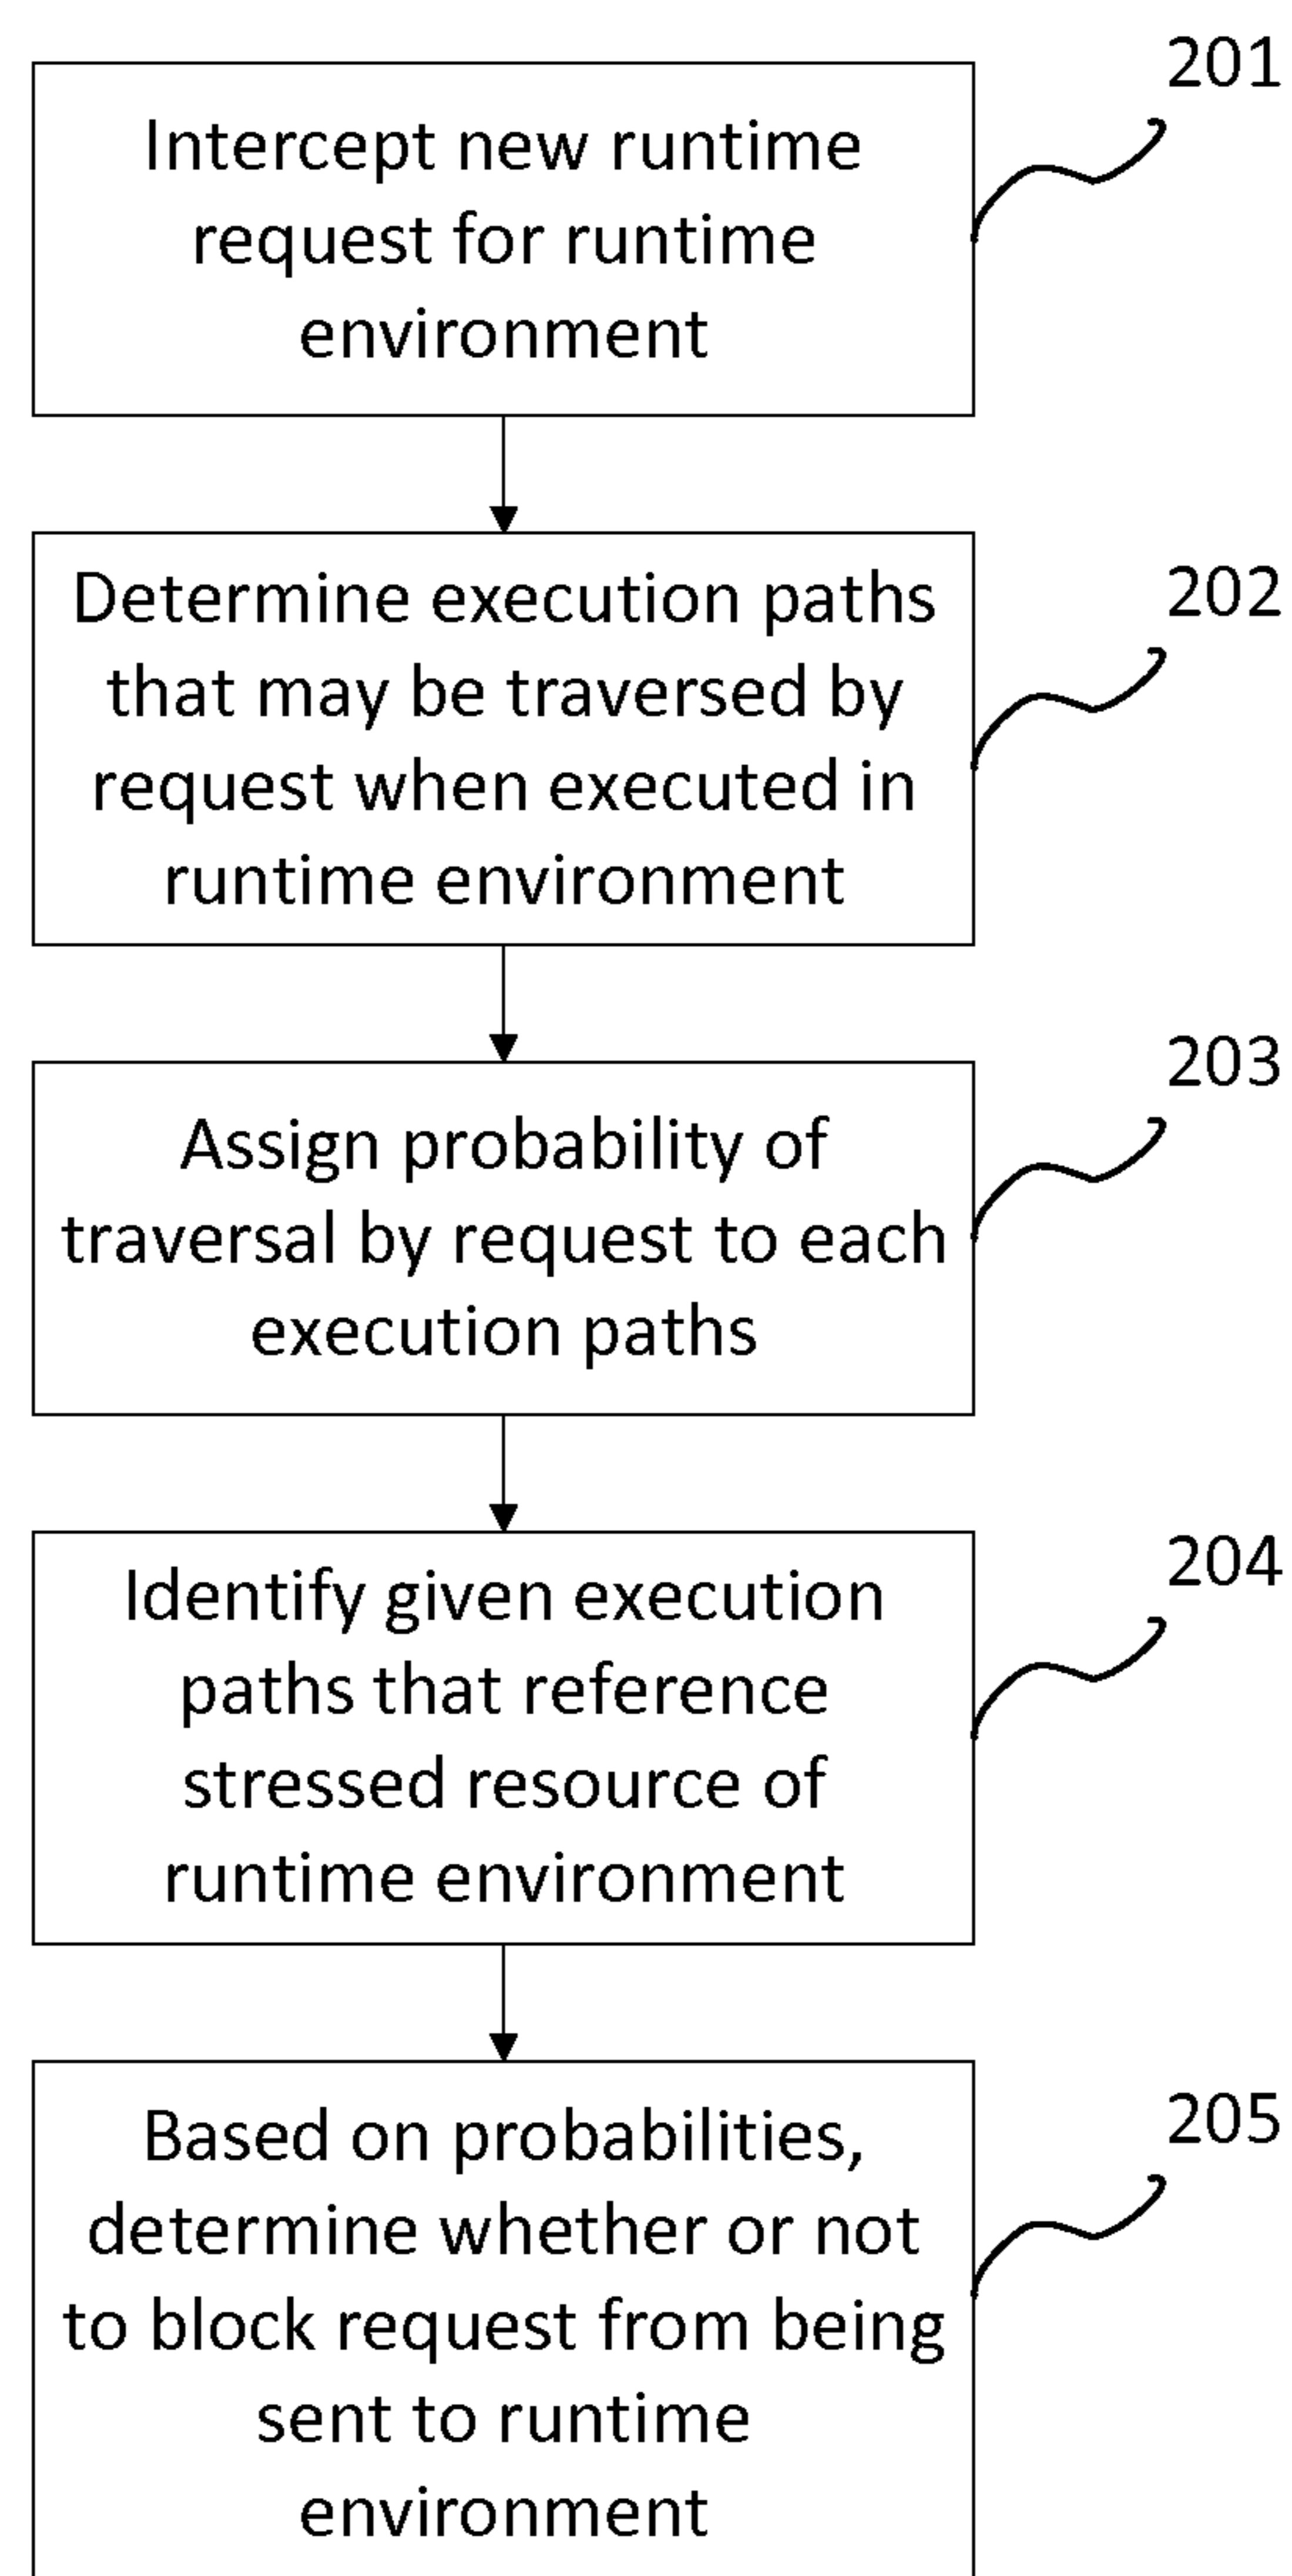 201
Intercept new runtime
request for runtime
environment
202
Determine execution paths
that may be traversed by
request when executed in
runtime environment
203
Assign probability of
traversal by request to each
execution paths
204
Identify given execution
paths that reference
stressed resource of
runtime environment
205
Based on probabilities,
determine whether or not
to block request from being
sent to runtime
environment